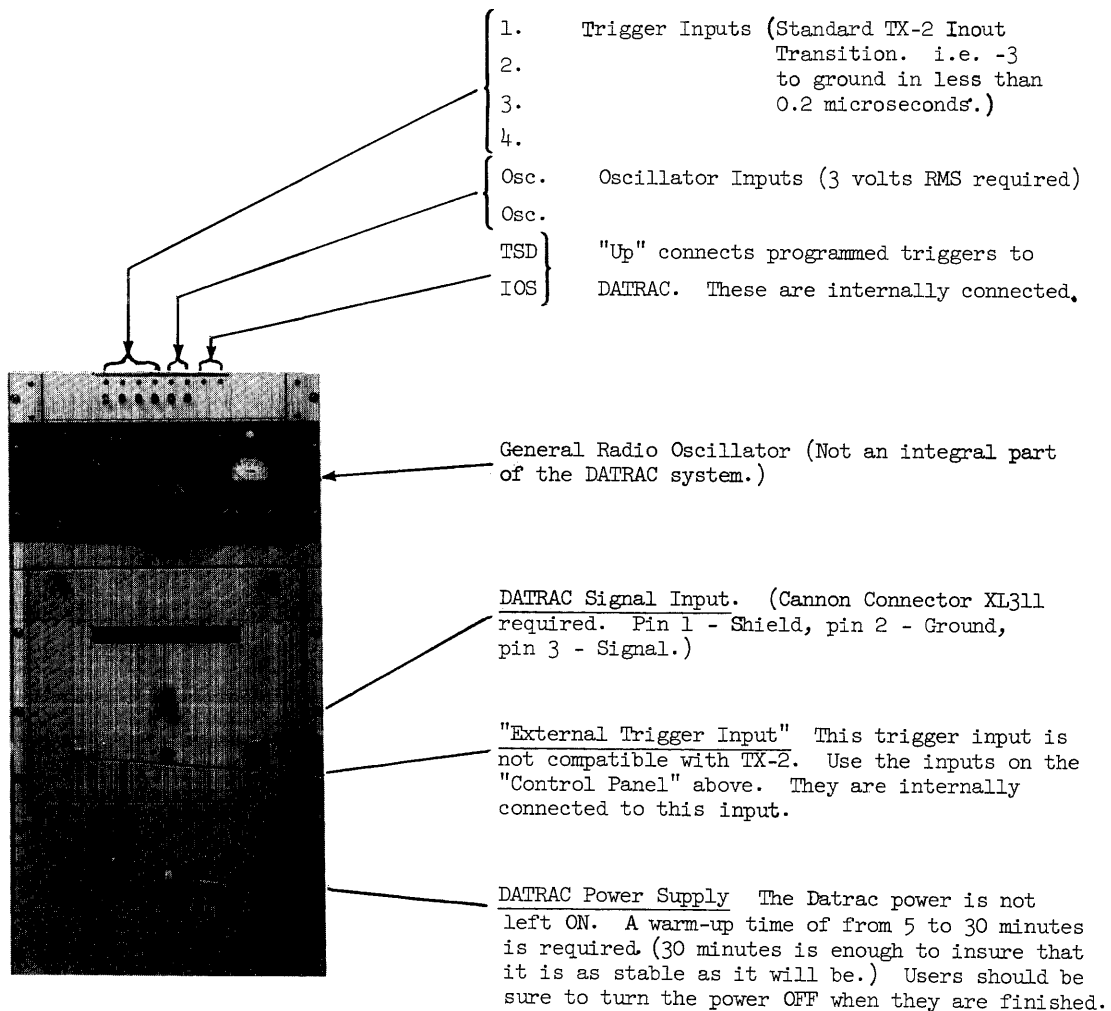 1. Trigger Inputs (Standard TX-2 Inout
Transition. i.e. -3
2.
to ground in less than
3. 0.2 microseconds.)
4.
Osc. Oscillator Inputs (3 volts RMS required)
Osc.
TSD "Up" connects programmed triggers to
IOS DATRAC. These are internally connected.
General Radio Oscillator (Not an integral part
of the DATRAC system.)
DATRAC Signal Input. (Cannon Connector XL311
required. Pin 1 - Shield, pin 2 - Ground,
pin 3 - Signal.)
"External Trigger Input" This trigger input is
not compatible with TX-2. Use the inputs on the
"Control Panel" above. They are internally
connected to this input.
DATRAC Power Supply The Datrac power is not
left ON. A warm-up time of from 5 to 30 minutes
is required. (30 minutes is enough to insure that
it is as stable as it will be.) Users should be
sure to turn the power OFF when they are finished.